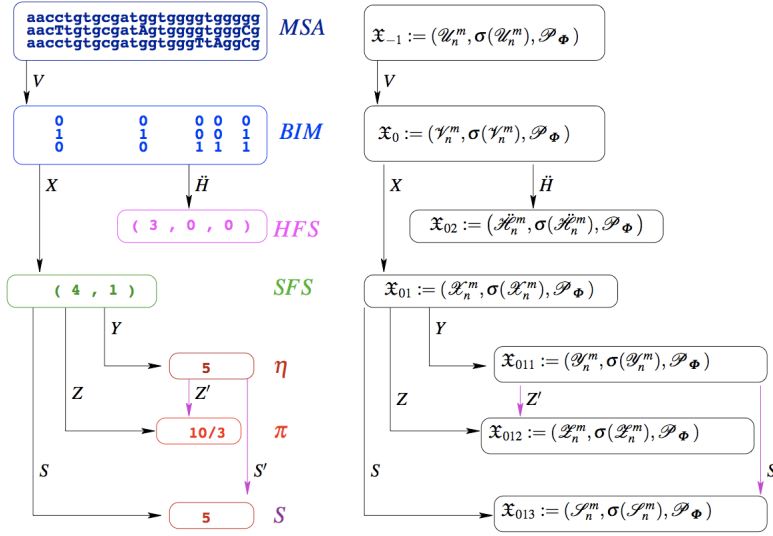 aacctgtgcgatggtggggtggggg
aacTtgtgcgatAgtggggtgggCg
aacctgtgcgatggtgggTtAggCg
MSA
𝔛₋₁ := (𝒰ₙᵐ, σ(𝒰ₙᵐ), 𝒫_Φ)
V
V
0 0 0 0 0
1 1 0 0 1
0 0 1 1 1
BIM
𝔛₀ := (𝒱ₙᵐ, σ(𝒱ₙᵐ), 𝒫_Φ)
X
Ḧ
X
Ḧ
( 3 , 0 , 0 )
HFS
𝔛₀₂ := (ℋ̈ₙᵐ, σ(ℋ̈ₙᵐ), 𝒫_Φ)
( 4 , 1 )
SFS
𝔛₀₁ := (𝒳ₙᵐ, σ(𝒳ₙᵐ), 𝒫_Φ)
Y
Y
5
η
𝔛₀₁₁ := (𝒴ₙᵐ, σ(𝒴ₙᵐ), 𝒫_Φ)
Z
Z′
Z
Z′
10/3
π
𝔛₀₁₂ := (𝒵ₙᵐ, σ(𝒵ₙᵐ), 𝒫_Φ)
S
S′
S
S
5
S
𝔛₀₁₃ := (𝒮ₙᵐ, σ(𝒮ₙᵐ), 𝒫_Φ)